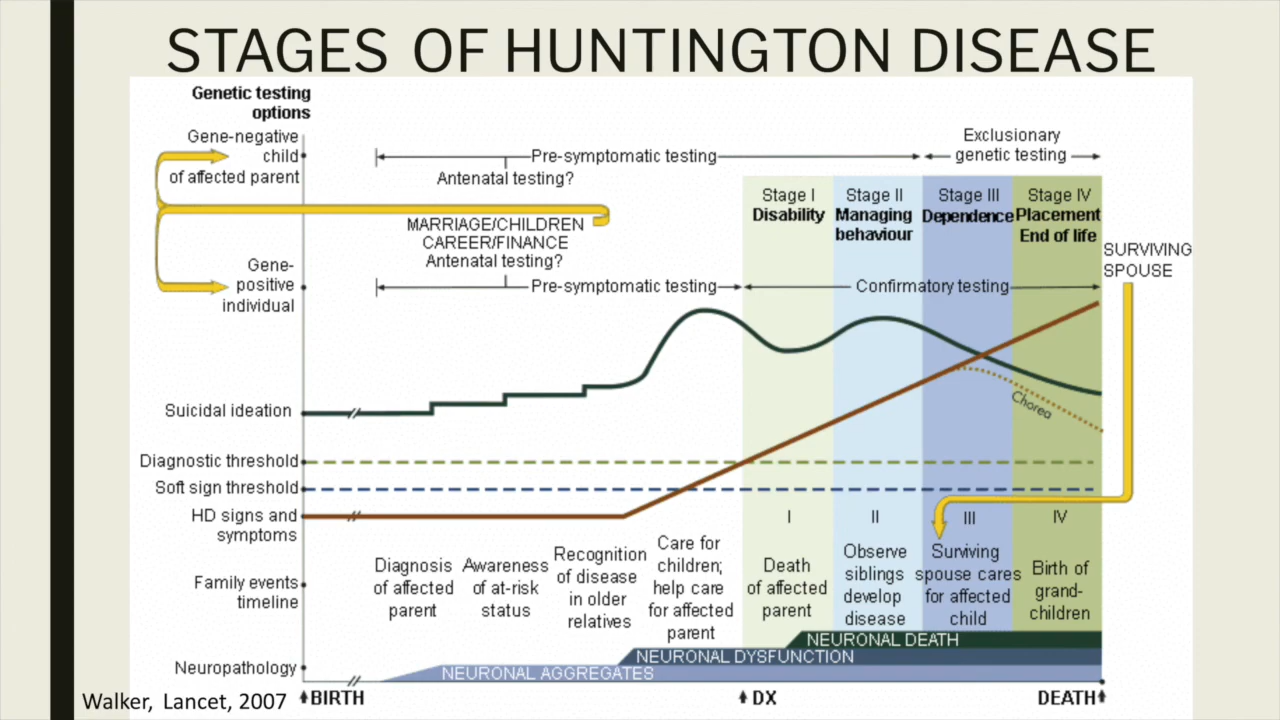 STAGES OF HUNTINGTON DISEASE
Genetic testing
options
Gene-negative
child
of affected parent
Pre-symptomatic testing
Exclusionary
genetic testing
Antenatal testing?
MARRIAGE/CHILDREN
CAREER/FINANCE
Antenatal testing?
Stage I
Disability
Stage II
Managing
behaviour
Stage III
Dependence
Stage IV
Placement
End of life
SURVIVING
SPOUSE
Gene-
positive
individual
Pre-symptomatic testing
Confirmatory testing
Suicidal ideation
Chorea
Diagnostic threshold
Soft sign threshold
HD signs and
symptoms
I
II
III
IV
Family events
timeline
Diagnosis
of affected
parent
Awareness
of at-risk
status
Recognition
of disease
in older
relatives
Care for
children;
help care
for affected
parent
Death
of affected
parent
Observe
siblings
develop
disease
Surviving
spouse cares
for affected
child
Birth of
grand-
children
NEURONAL DEATH
NEURONAL DYSFUNCTION
NEURONAL AGGREGATES
Neuropathology
Walker, Lancet, 2007
BIRTH
DX
DEATH